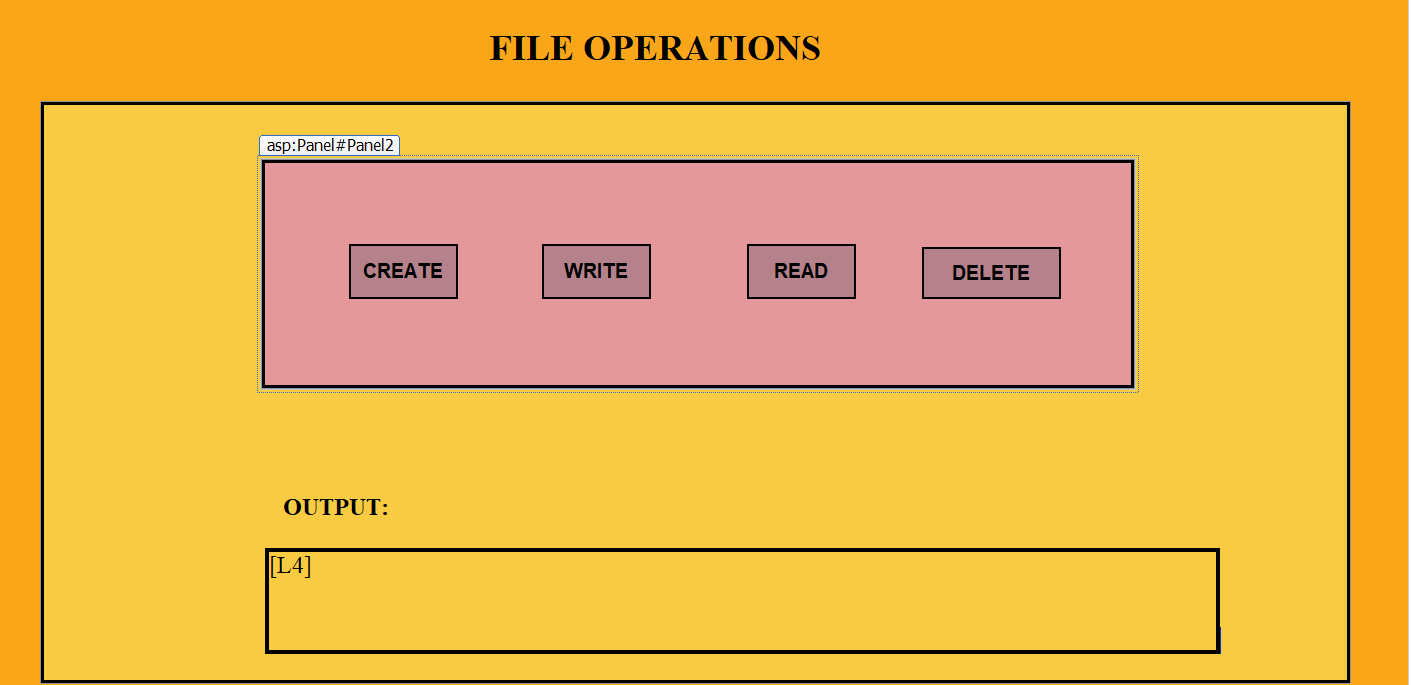 FILE OPERATIONS
asp:Panel#Panel2
CREATE WRITE READ DELETE
OUTPUT:
[L4]